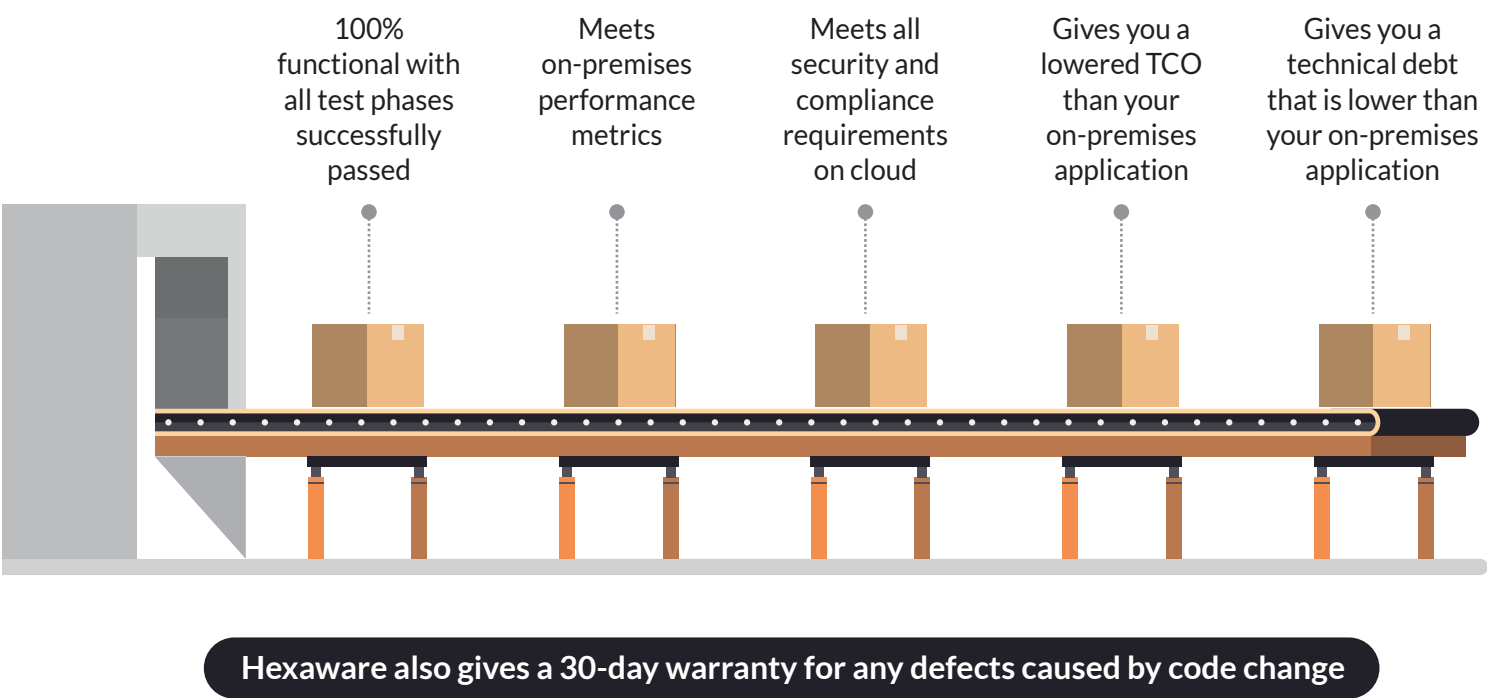 100%
functional with
all test phases
successfully
passed
Meets
on-premises
performance
metrics
Meets all
security and
compliance
requirements
on cloud
Gives you a
lowered TCO
than your
on-premises
application
Gives you a
technical debt
that is lower than
your on-premises
application
Hexaware also gives a 30-day warranty for any defects caused by code change